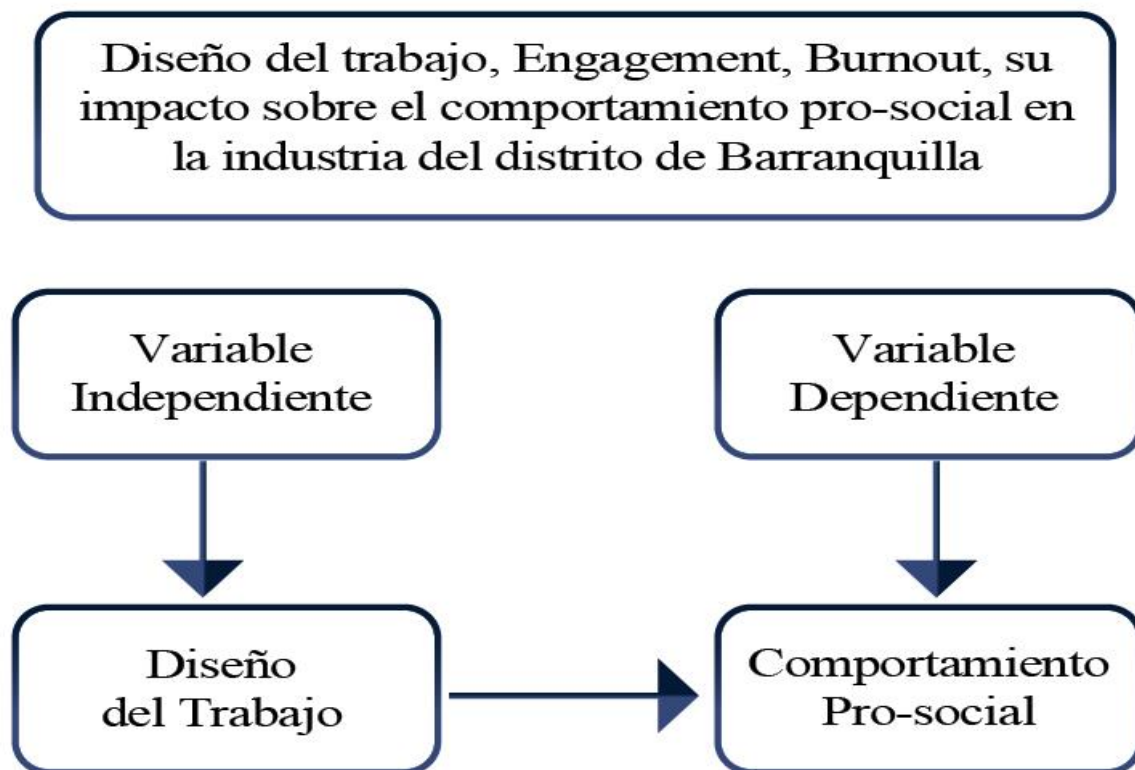 Diseño del trabajo, Engagement, Burnout, su
impacto sobre el comportamiento pro-social en
la industria del distrito de Barranquilla
Variable
Independiente
Variable
Dependiente
Diseño
del Trabajo
Comportamiento
Pro-social